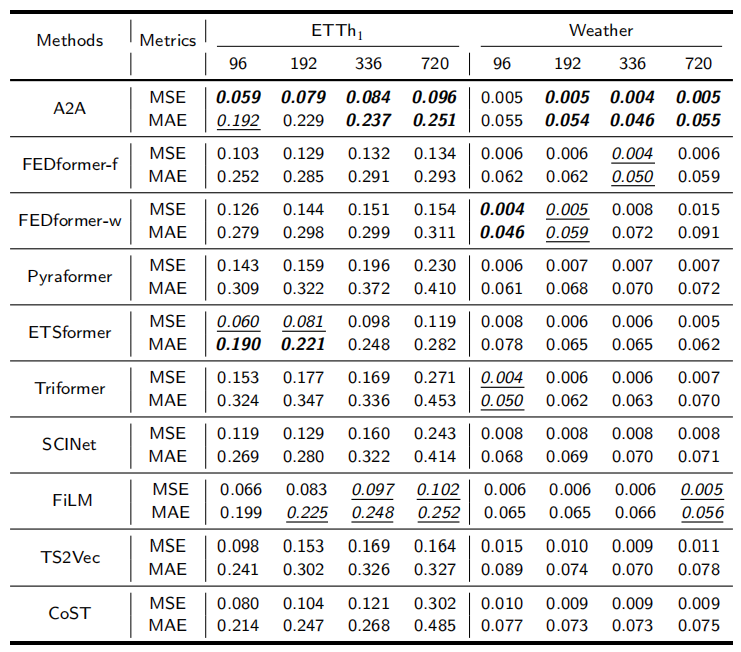 Methods Metrics ETTh1 Weather
96 192 336 720 96 192 336 720
A2A MSE 0.059 0.079 0.084 0.096 0.005 0.005 0.004 0.005
MAE 0.192 0.229 0.237 0.251 0.055 0.054 0.046 0.055
FEDformer-f MSE 0.103 0.129 0.132 0.134 0.006 0.006 0.004 0.006
MAE 0.252 0.285 0.291 0.293 0.062 0.062 0.050 0.059
FEDformer-w MSE 0.126 0.144 0.151 0.154 0.004 0.005 0.008 0.015
MAE 0.279 0.298 0.299 0.311 0.046 0.059 0.072 0.091
Pyraformer MSE 0.143 0.159 0.196 0.230 0.006 0.007 0.007 0.007
MAE 0.309 0.322 0.372 0.410 0.061 0.068 0.070 0.072
ETSformer MSE 0.060 0.081 0.098 0.119 0.008 0.006 0.006 0.005
MAE 0.190 0.221 0.248 0.282 0.078 0.065 0.065 0.062
Triformer MSE 0.153 0.177 0.169 0.271 0.004 0.006 0.006 0.007
MAE 0.324 0.347 0.336 0.453 0.050 0.062 0.063 0.070
SCINet MSE 0.119 0.129 0.160 0.243 0.008 0.008 0.008 0.008
MAE 0.269 0.280 0.322 0.414 0.068 0.069 0.070 0.071
FiLM MSE 0.066 0.083 0.097 0.102 0.006 0.006 0.006 0.005
MAE 0.199 0.225 0.248 0.252 0.065 0.065 0.066 0.056
TS2Vec MSE 0.098 0.153 0.169 0.164 0.015 0.010 0.009 0.011
MAE 0.241 0.302 0.326 0.327 0.089 0.074 0.070 0.078
CoST MSE 0.080 0.104 0.121 0.302 0.010 0.009 0.009 0.009
MAE 0.214 0.247 0.268 0.485 0.077 0.073 0.073 0.075